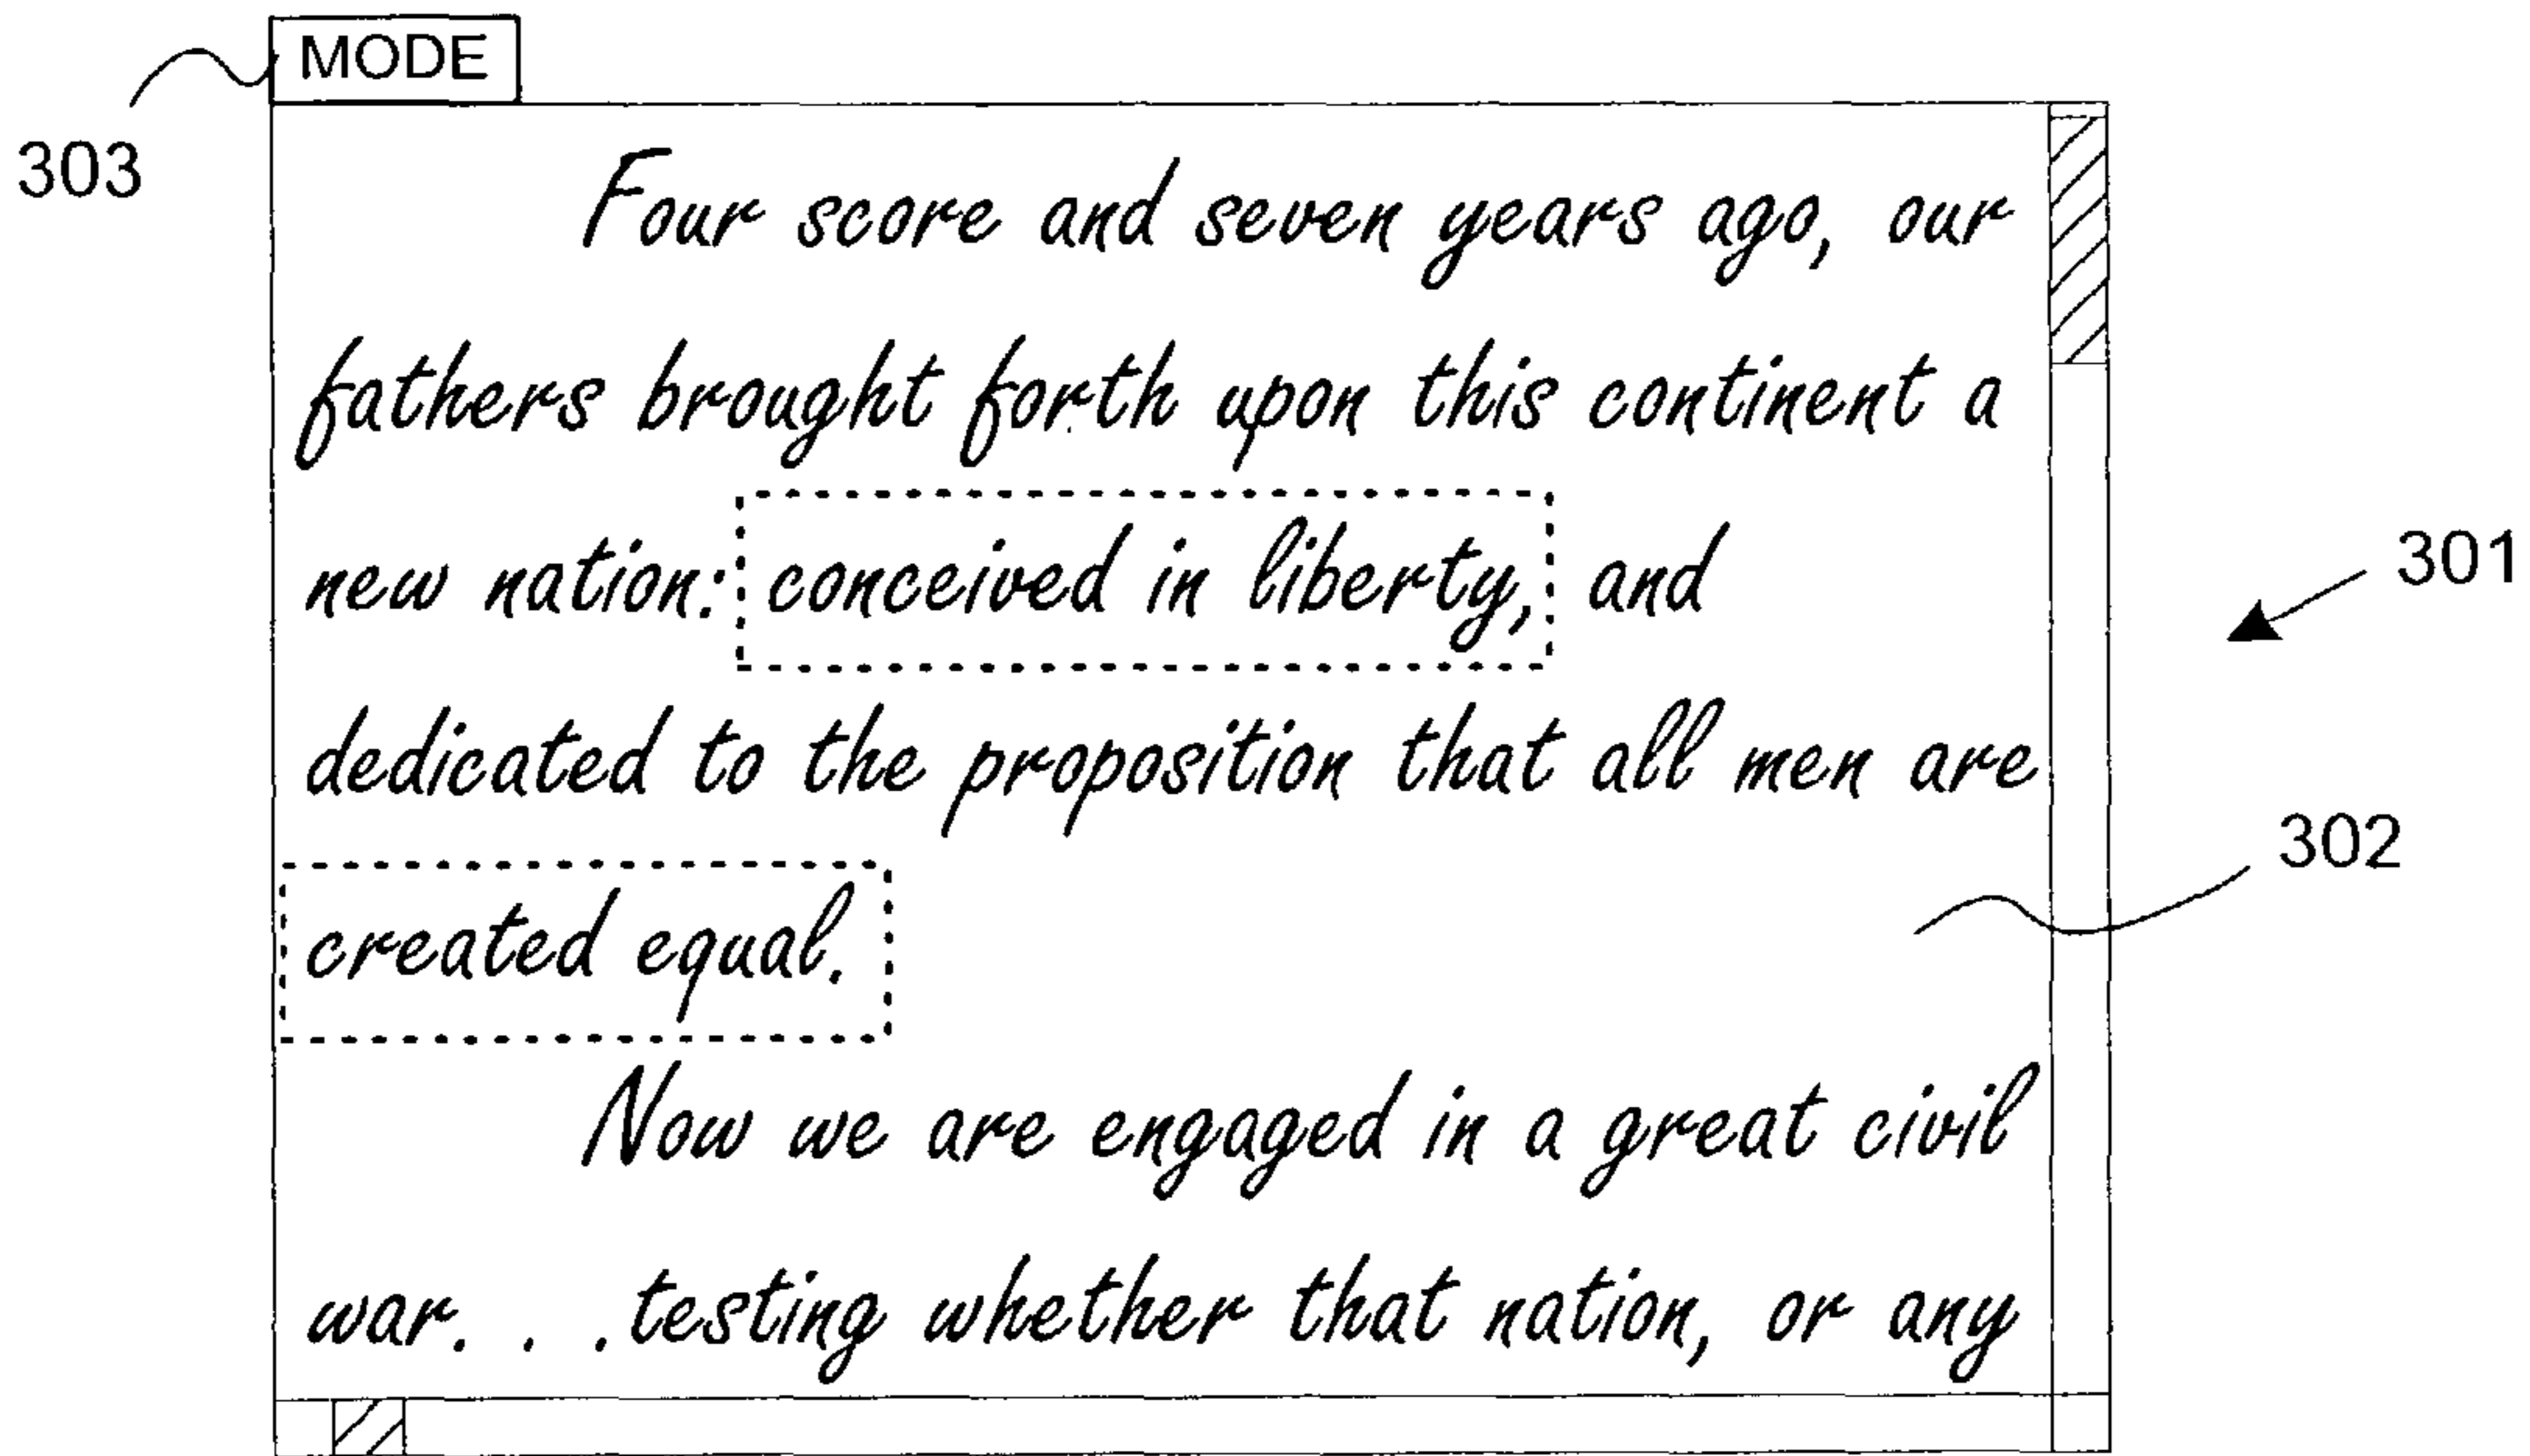 MODE
303
Four score and seven years ago, our
fathers brought forth upon this continent a
new nation: conceived in liberty, and
301
dedicated to the proposition that all men are
302
created equal.
Now we are engaged in a great civil
war. . .testing whether that nation, or any